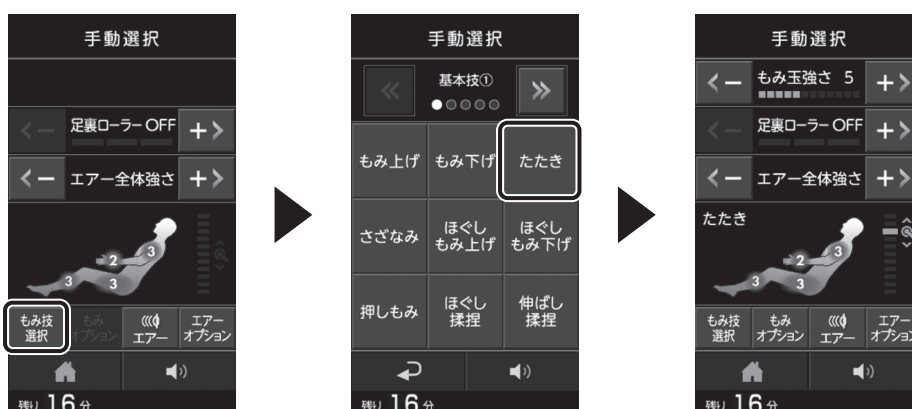 手動選択
足裏ローラー OFF
エアー全体強さ
3
2
3
3
もみ技
選択
もみ
オプション
エアー
エアー
オプション
残り 16 分
手動選択
基本技①
もみ上げ
もみ下げ
たたき
さざなみ
ほぐし
もみ上げ
ほぐし
もみ下げ
押しもみ
ほぐし
揉捏
伸ばし
揉捏
残り 16 分
手動選択
もみ玉強さ 5
足裏ローラー OFF
エアー全体強さ
たたき
3
2
3
3
もみ技
選択
もみ
オプション
エアー
エアー
オプション
残り 16 分